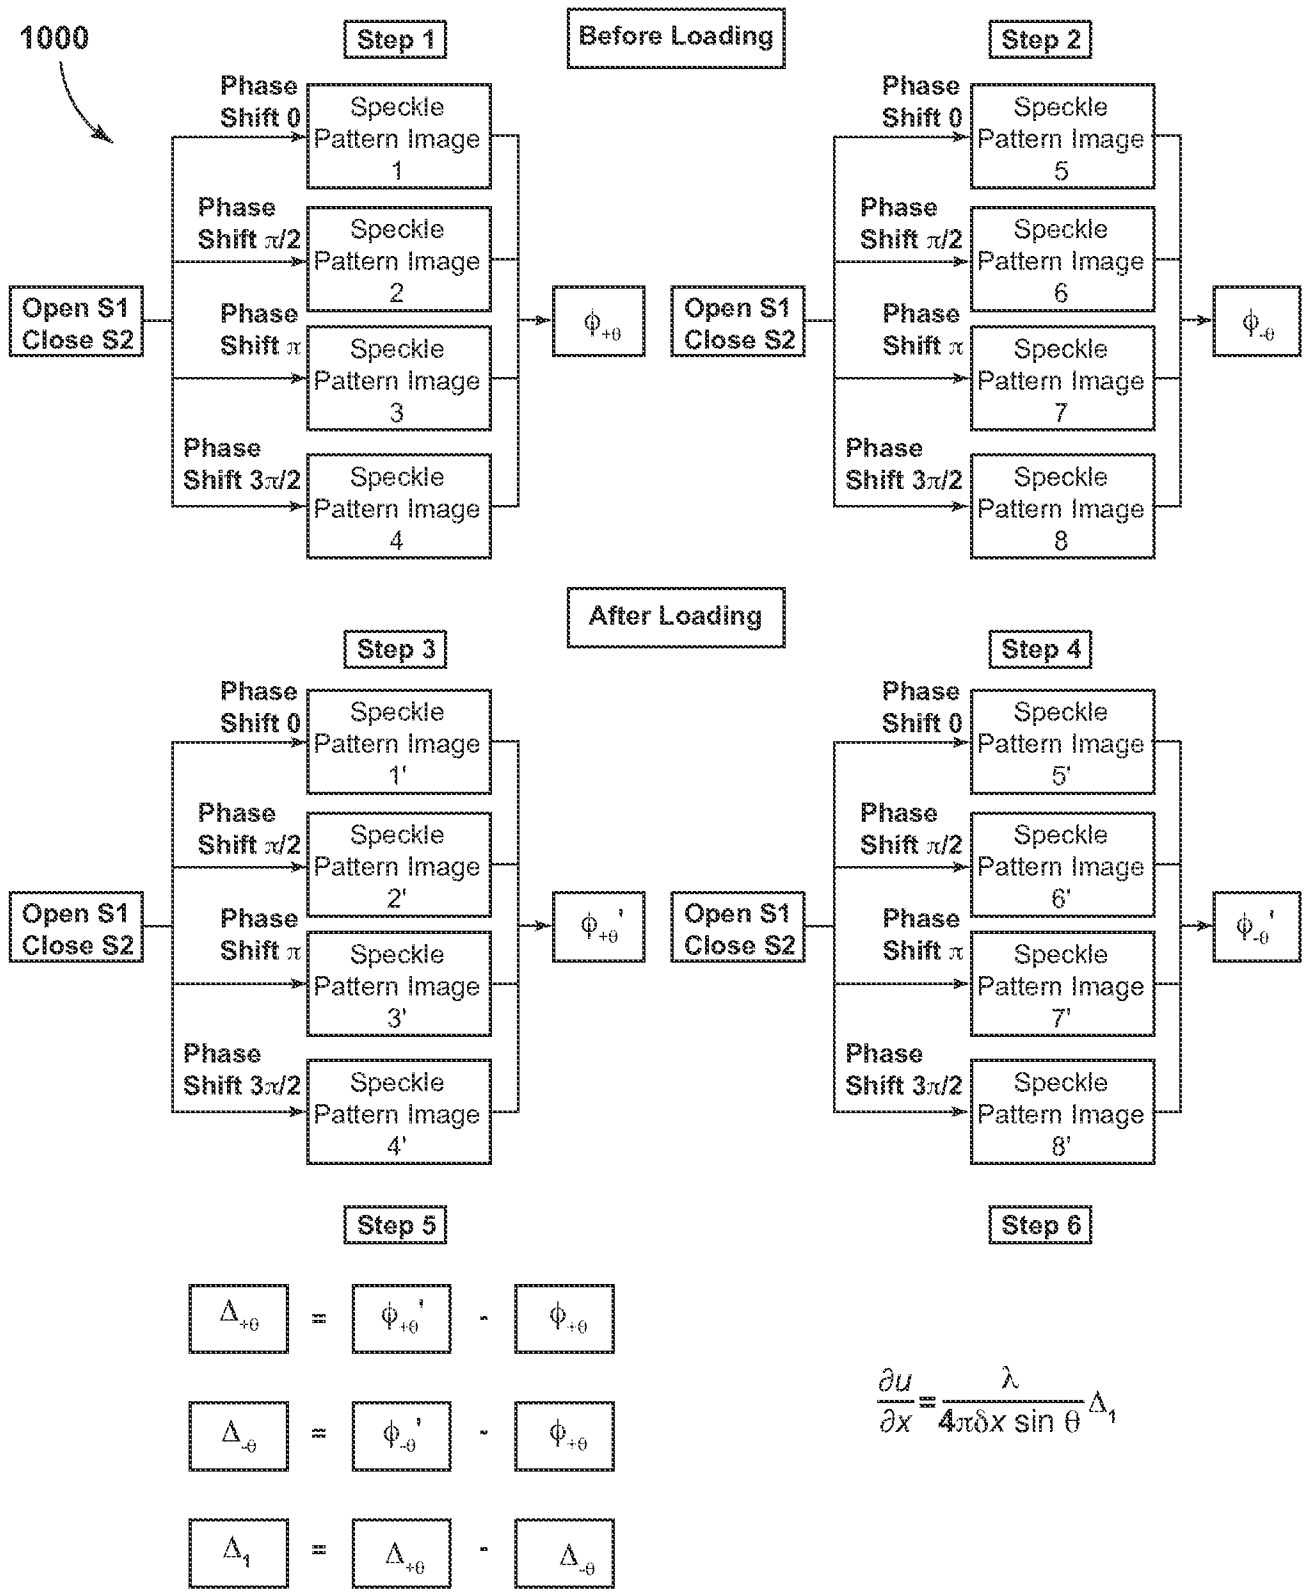 1000
Before Loading
Step 1
Phase
Shift 0
Speckle
Pattern Image
1
Phase
Shift π/2
Speckle
Pattern Image
2
Open S1
Close S2
Phase
Shift π
Speckle
Pattern Image
3
Phase
Shift 3π/2
Speckle
Pattern Image
4
ϕ+θ
Step 2
Phase
Shift 0
Speckle
Pattern Image
5
Phase
Shift π/2
Speckle
Pattern Image
6
Open S1
Close S2
Phase
Shift π
Speckle
Pattern Image
7
Phase
Shift 3π/2
Speckle
Pattern Image
8
ϕ-θ
After Loading
Step 3
Phase
Shift 0
Speckle
Pattern Image
1'
Phase
Shift π/2
Speckle
Pattern Image
2'
Open S1
Close S2
Phase
Shift π
Speckle
Pattern Image
3'
Phase
Shift 3π/2
Speckle
Pattern Image
4'
ϕ+θ'
Step 4
Phase
Shift 0
Speckle
Pattern Image
5'
Phase
Shift π/2
Speckle
Pattern Image
6'
Open S1
Close S2
Phase
Shift π
Speckle
Pattern Image
7'
Phase
Shift 3π/2
Speckle
Pattern Image
8'
ϕ-θ'
Step 5
Δ+θ = ϕ+θ' - ϕ+θ
Δ-θ = ϕ-θ' - ϕ+θ
Δ1 = Δ+θ - Δ-θ
Step 6
∂u/∂x = λ/4πδx sin θ Δ1